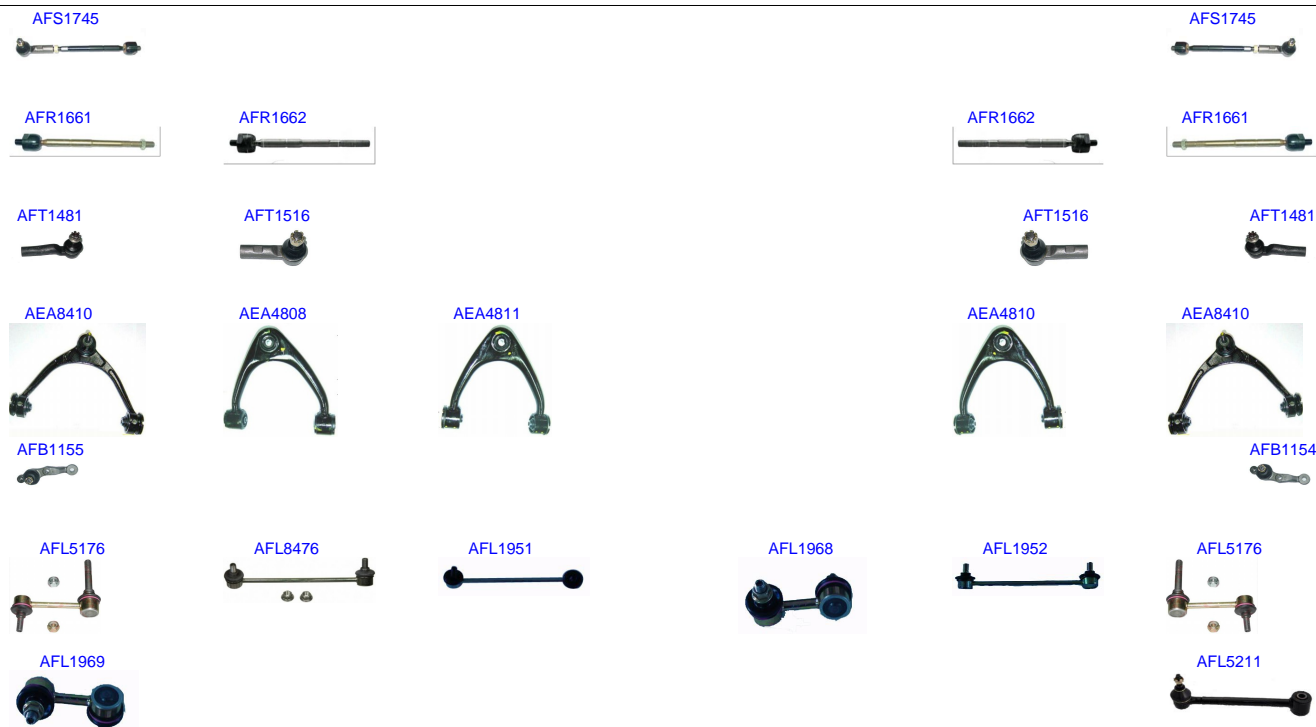 AFS1745 AFS1745
AFR1661 AFR1662 AFR1662 AFR1661
AFT1481 AFT1516 AFT1516 AFT1481
AEA8410 AEA4808 AEA4811 AEA4810 AEA8410
AFB1155 AFB1154
AFL5176 AFL8476 AFL1951 AFL1968 AFL1952 AFL5176
AFL1969 AFL5211